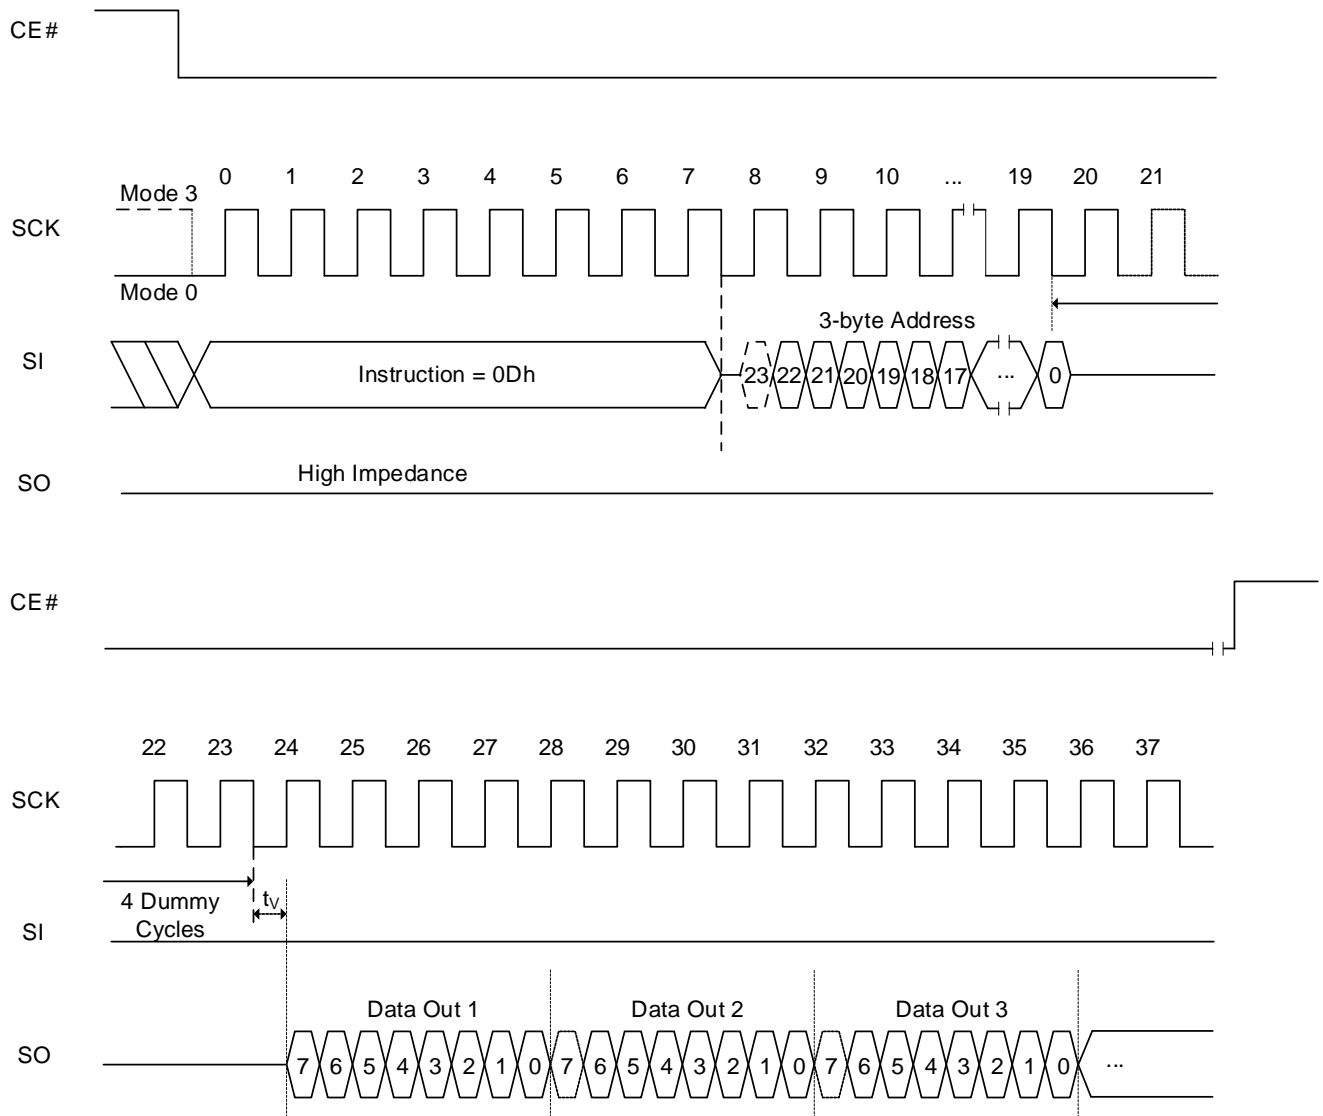 CE#
0 1 2 3 4 5 6 7 8 9 10 ... 19 20 21
Mode 3
SCK
Mode 0
3-byte Address
SI
Instruction = 0Dh
23 22 21 20 19 18 17 ... 0
High Impedance
SO
CE#
22 23 24 25 26 27 28 29 30 31 32 33 34 35 36 37
SCK
4 Dummy
Cycles
tV
SI
Data Out 1 Data Out 2 Data Out 3
SO
7 6 5 4 3 2 1 0 7 6 5 4 3 2 1 0 7 6 5 4 3 2 1 0 ...